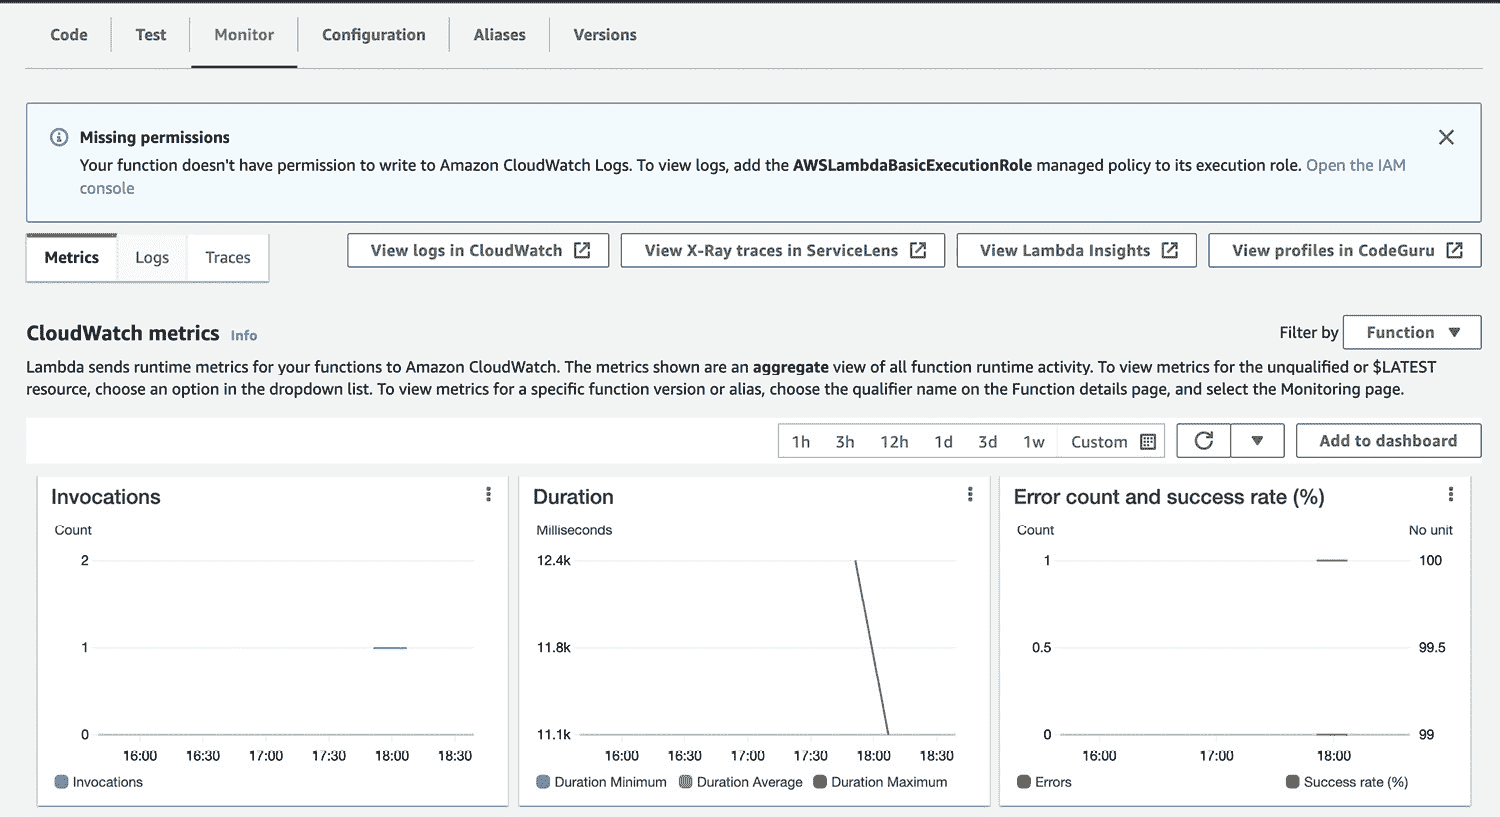 Code Test Monitor Configuration Aliases Versions
Missing permissions
Your function doesn't have permission to write to Amazon CloudWatch Logs. To view logs, add the AWSLambdaBasicExecutionRole managed policy to its execution role. Open the IAM
console
Metrics Logs Traces View logs in CloudWatch View X-Ray traces in ServiceLens View Lambda Insights View profiles in CodeGuru
CloudWatch metrics Info Filter by Function
Lambda sends runtime metrics for your functions to Amazon CloudWatch. The metrics shown are an aggregate view of all function runtime activity. To view metrics for the unqualified or $LATEST
resource, choose an option in the dropdown list. To view metrics for a specific function version or alias, choose the qualifier name on the Function details page, and select the Monitoring page.
1h 3h 12h 1d 3d 1w Custom Add to dashboard
Invocations
Count
2
1
0
16:00 16:30 17:00 17:30 18:00 18:30
Invocations
Duration
Milliseconds
12.4k
11.8k
11.1k
16:00 16:30 17:00 17:30 18:00 18:30
Duration Minimum Duration Average Duration Maximum
Error count and success rate (%)
Count No unit
1 100
0.5 99.5
0 99
16:00 17:00 18:00
Errors Success rate (%)